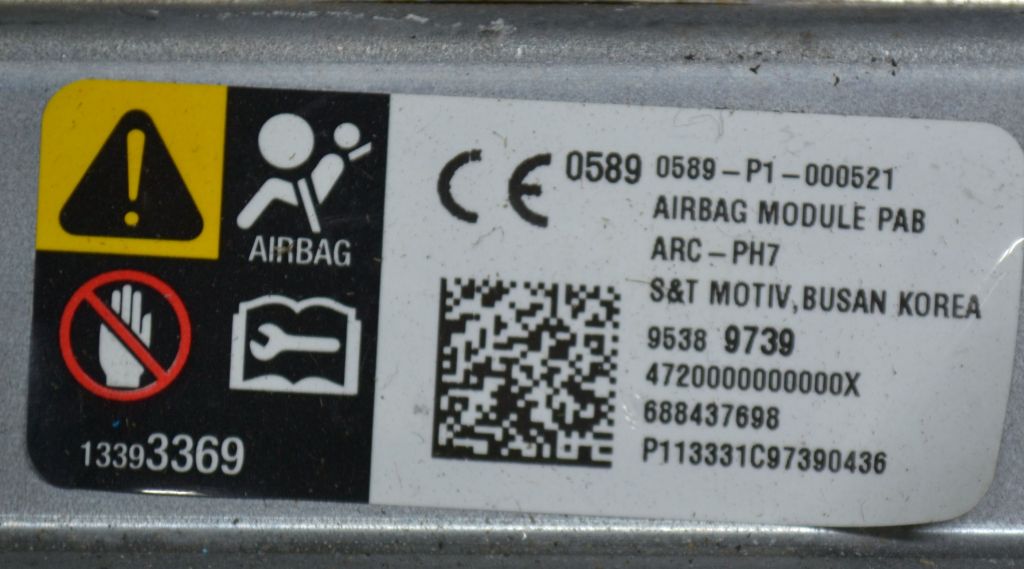 AIRBAG
13393369
CE 0589 0589-P1-000521
AIRBAG MODULE PAB
ARC-PH7
S&T MOTIV,BUSAN KOREA
9538 9739
4720000000000X
688437698
P113331C97390436